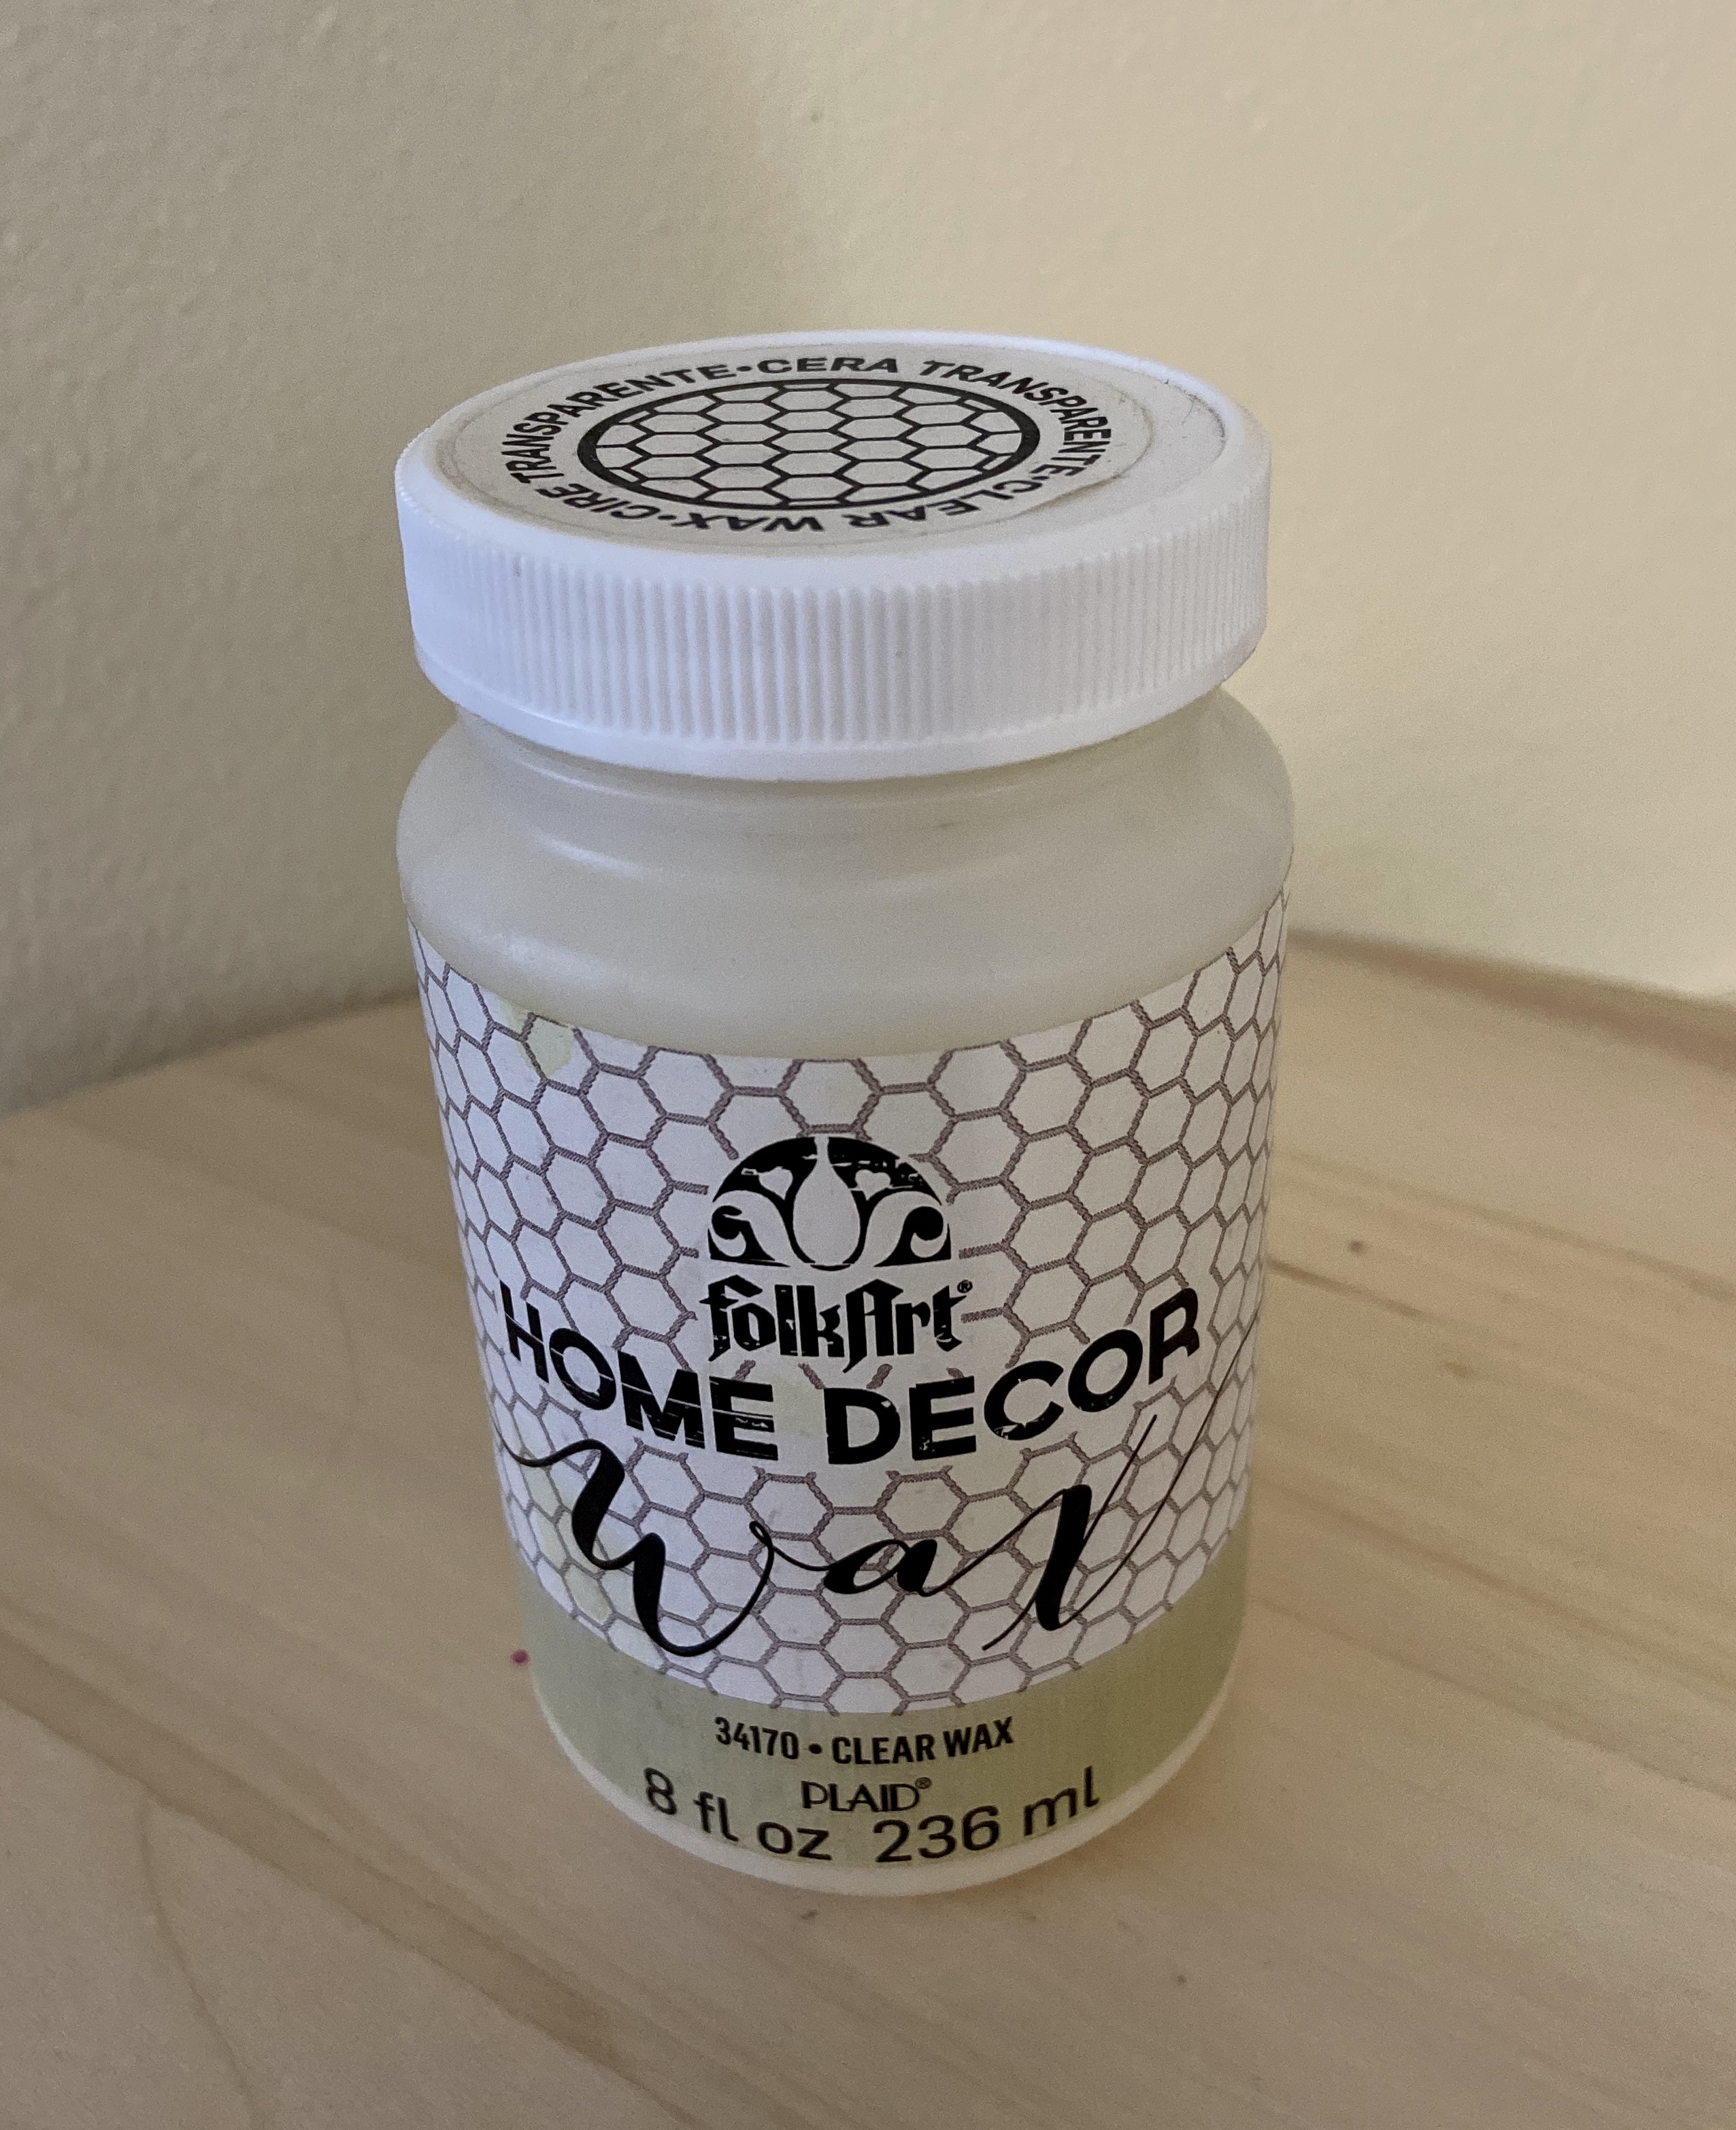 CIRE TRANSPARENTE•CERA TRANSPARENTE•CLEAR WAX•
folkArt®
HOME DECOR
Wax
34170 • CLEAR WAX
PLAID®
8 fl oz 236 ml